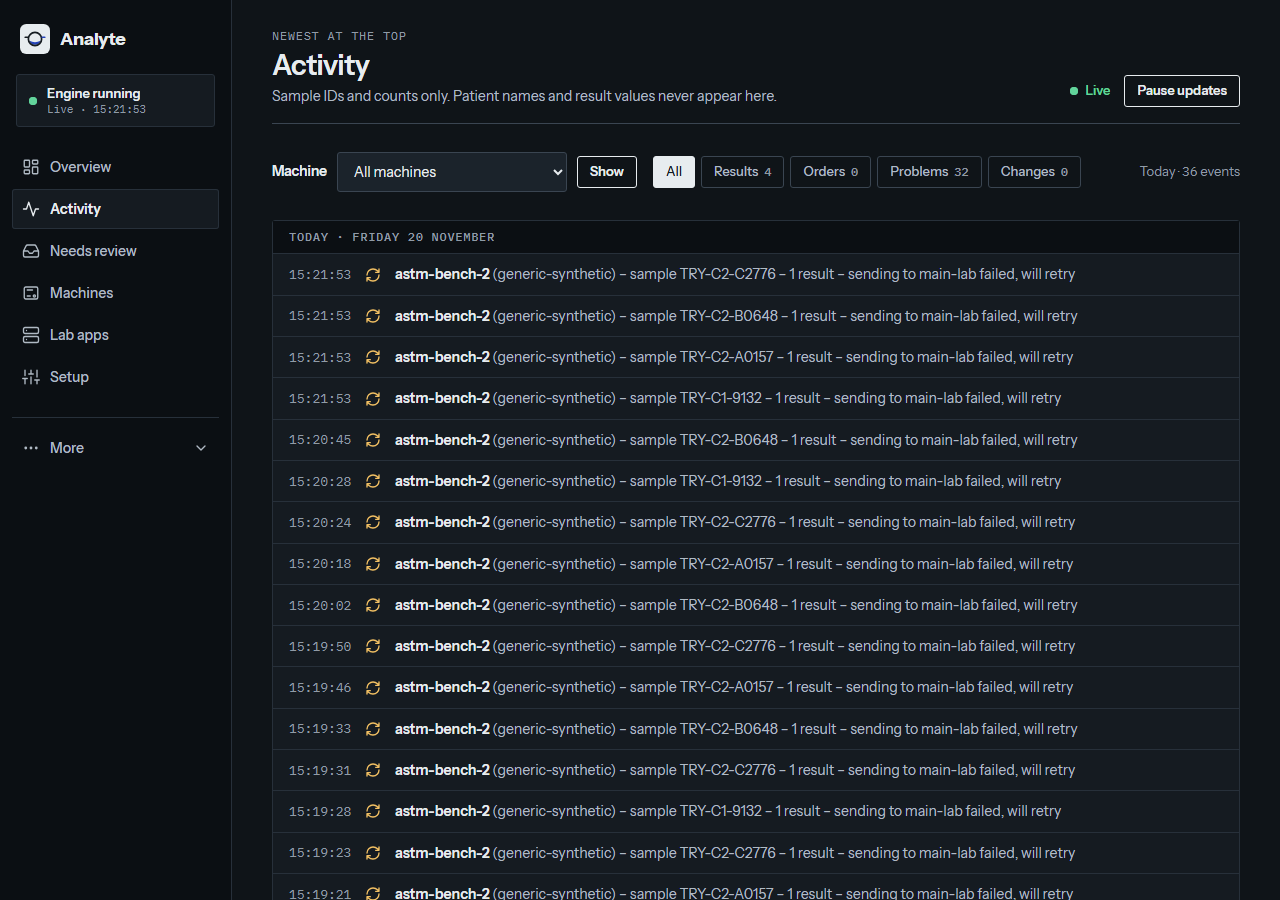 Analyte
Engine running
Live · 15:21:53
Overview
Activity
Needs review
Machines
Lab apps
Setup
More
NEWEST AT THE TOP
Activity
Sample IDs and counts only. Patient names and result values never appear here.
Live
Pause updates
Machine
All machines
Show
All
Results 4
Orders 0
Problems 32
Changes 0
Today · 36 events
TODAY · FRIDAY 20 NOVEMBER
15:21:53 astm-bench-2 (generic-synthetic) – sample TRY-C2-C2776 – 1 result – sending to main-lab failed, will retry
15:21:53 astm-bench-2 (generic-synthetic) – sample TRY-C2-B0648 – 1 result – sending to main-lab failed, will retry
15:21:53 astm-bench-2 (generic-synthetic) – sample TRY-C2-A0157 – 1 result – sending to main-lab failed, will retry
15:21:53 astm-bench-2 (generic-synthetic) – sample TRY-C1-9132 – 1 result – sending to main-lab failed, will retry
15:20:45 astm-bench-2 (generic-synthetic) – sample TRY-C2-B0648 – 1 result – sending to main-lab failed, will retry
15:20:28 astm-bench-2 (generic-synthetic) – sample TRY-C1-9132 – 1 result – sending to main-lab failed, will retry
15:20:24 astm-bench-2 (generic-synthetic) – sample TRY-C2-C2776 – 1 result – sending to main-lab failed, will retry
15:20:18 astm-bench-2 (generic-synthetic) – sample TRY-C2-A0157 – 1 result – sending to main-lab failed, will retry
15:20:02 astm-bench-2 (generic-synthetic) – sample TRY-C2-B0648 – 1 result – sending to main-lab failed, will retry
15:19:50 astm-bench-2 (generic-synthetic) – sample TRY-C2-C2776 – 1 result – sending to main-lab failed, will retry
15:19:46 astm-bench-2 (generic-synthetic) – sample TRY-C2-A0157 – 1 result – sending to main-lab failed, will retry
15:19:33 astm-bench-2 (generic-synthetic) – sample TRY-C2-B0648 – 1 result – sending to main-lab failed, will retry
15:19:31 astm-bench-2 (generic-synthetic) – sample TRY-C2-C2776 – 1 result – sending to main-lab failed, will retry
15:19:28 astm-bench-2 (generic-synthetic) – sample TRY-C1-9132 – 1 result – sending to main-lab failed, will retry
15:19:23 astm-bench-2 (generic-synthetic) – sample TRY-C2-C2776 – 1 result – sending to main-lab failed, will retry
15:19:21 astm-bench-2 (generic-synthetic) – sample TRY-C2-A0157 – 1 result – sending to main-lab failed, will retry